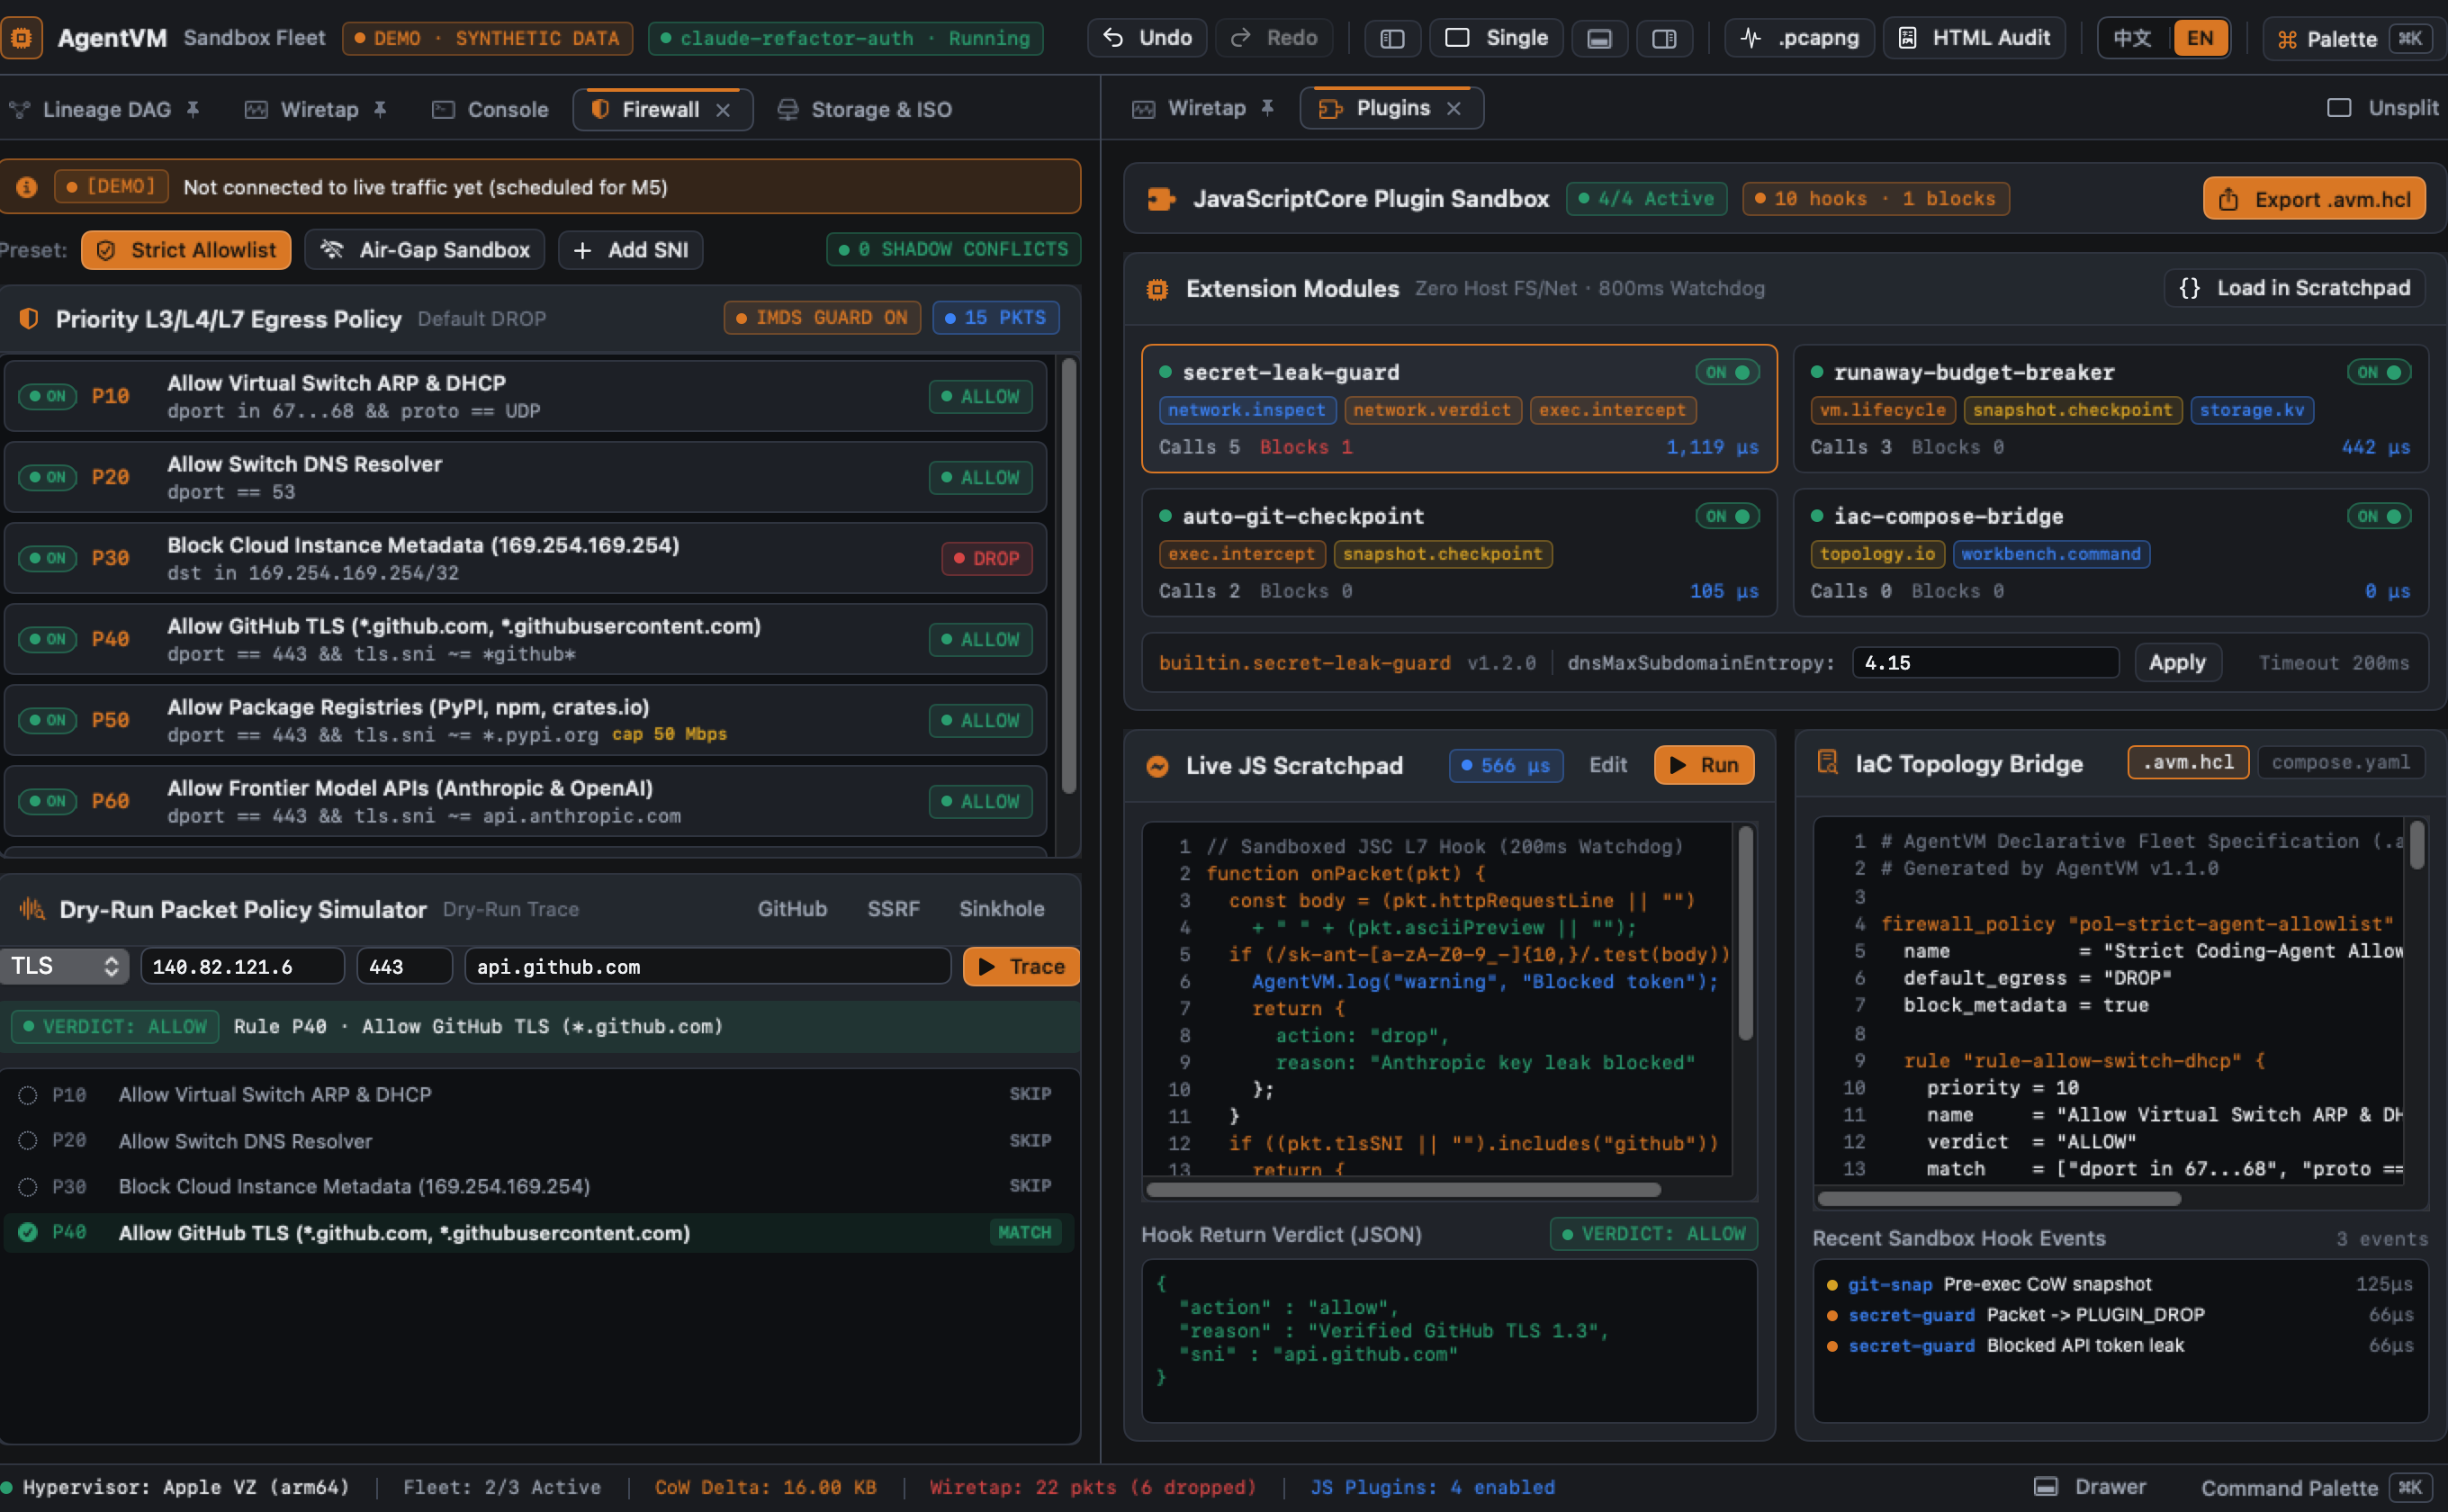 AgentVM Sandbox Fleet DEMO · SYNTHETIC DATA claude-refactor-auth · Running Undo Redo Single .pcapng HTML Audit 中文 EN Palette ⌘K
Lineage DAG Wiretap Console Firewall Storage & ISO
[DEMO] Not connected to live traffic yet (scheduled for M5)
Preset: Strict Allowlist Air-Gap Sandbox Add SNI 0 SHADOW CONFLICTS
Priority L3/L4/L7 Egress Policy Default DROP IMDS GUARD ON 15 PKTS
ON P10 Allow Virtual Switch ARP & DHCP ALLOW
dport in 67...68 && proto == UDP
ON P20 Allow Switch DNS Resolver ALLOW
dport == 53
ON P30 Block Cloud Instance Metadata (169.254.169.254) DROP
dst in 169.254.169.254/32
ON P40 Allow GitHub TLS (*.github.com, *.githubusercontent.com) ALLOW
dport == 443 && tls.sni ~= *github*
ON P50 Allow Package Registries (PyPI, npm, crates.io) ALLOW
dport == 443 && tls.sni ~= *.pypi.org cap 50 Mbps
ON P60 Allow Frontier Model APIs (Anthropic & OpenAI) ALLOW
dport == 443 && tls.sni ~= api.anthropic.com
Dry-Run Packet Policy Simulator Dry-Run Trace GitHub SSRF Sinkhole
TLS 140.82.121.6 443 api.github.com Trace
VERDICT: ALLOW Rule P40 · Allow GitHub TLS (*.github.com)
P10 Allow Virtual Switch ARP & DHCP SKIP
P20 Allow Switch DNS Resolver SKIP
P30 Block Cloud Instance Metadata (169.254.169.254) SKIP
P40 Allow GitHub TLS (*.github.com, *.githubusercontent.com) MATCH
Wiretap Plugins Unsplit
JavaScriptCore Plugin Sandbox 4/4 Active 10 hooks · 1 blocks Export .avm.hcl
Extension Modules Zero Host FS/Net · 800ms Watchdog {} Load in Scratchpad
secret-leak-guard ON
network.inspect network.verdict exec.intercept
Calls 5 Blocks 1 1,119 µs
runaway-budget-breaker ON
vm.lifecycle snapshot.checkpoint storage.kv
Calls 3 Blocks 0 442 µs
auto-git-checkpoint ON
exec.intercept snapshot.checkpoint
Calls 2 Blocks 0 105 µs
iac-compose-bridge ON
topology.io workbench.command
Calls 0 Blocks 0 0 µs
builtin.secret-leak-guard v1.2.0 dnsMaxSubdomainEntropy: 4.15 Apply Timeout 200ms
Live JS Scratchpad 566 µs Edit Run
1 // Sandboxed JSC L7 Hook (200ms Watchdog)
2 function onPacket(pkt) {
3 const body = (pkt.httpRequestLine || "")
4 + " " + (pkt.asciiPreview || "");
5 if (/sk-ant-[a-zA-Z0-9_-]{10,}/.test(body))
6 AgentVM.log("warning", "Blocked token");
7 return {
8 action: "drop",
9 reason: "Anthropic key leak blocked"
10 };
11 }
12 if ((pkt.tlsSNI || "").includes("github"))
13 return {
Hook Return Verdict (JSON) VERDICT: ALLOW
{
"action" : "allow",
"reason" : "Verified GitHub TLS 1.3",
"sni" : "api.github.com"
}
IaC Topology Bridge .avm.hcl compose.yaml
1 # AgentVM Declarative Fleet Specification (.a
2 # Generated by AgentVM v1.1.0
3
4 firewall_policy "pol-strict-agent-allowlist"
5 name = "Strict Coding-Agent Allow
6 default_egress = "DROP"
7 block_metadata = true
8
9 rule "rule-allow-switch-dhcp" {
10 priority = 10
11 name = "Allow Virtual Switch ARP & DH
12 verdict = "ALLOW"
13 match = ["dport in 67...68", "proto ==
Recent Sandbox Hook Events 3 events
git-snap Pre-exec CoW snapshot 125µs
secret-guard Packet -> PLUGIN_DROP 66µs
secret-guard Blocked API token leak 66µs
Hypervisor: Apple VZ (arm64) Fleet: 2/3 Active CoW Delta: 16.00 KB Wiretap: 22 pkts (6 dropped) JS Plugins: 4 enabled Drawer Command Palette ⌘K